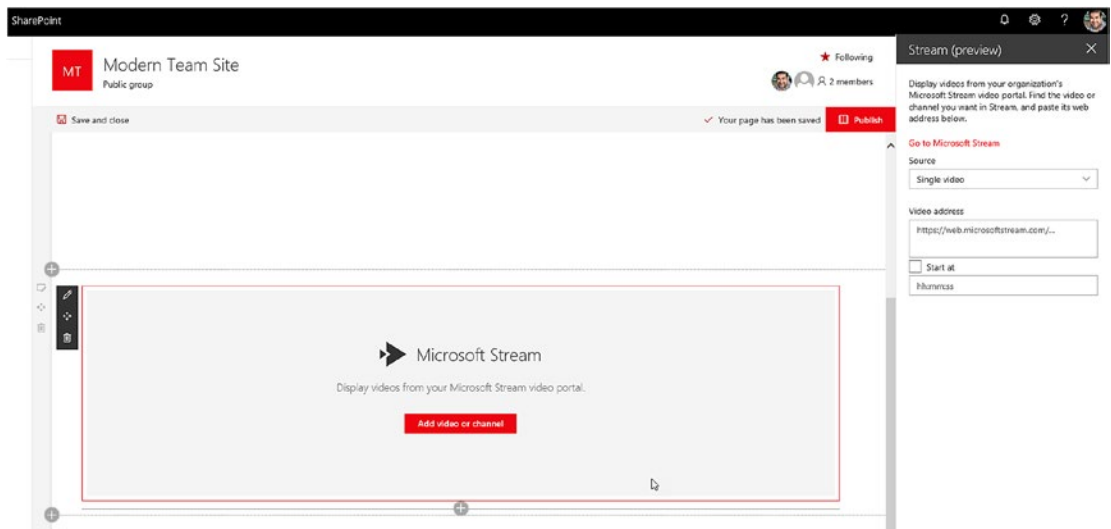 SharePoint
?
MT
Modern Team Site
Public group
Following
2 members
Save and close
Your page has been saved
Publish
Microsoft Stream
Display videos from your Microsoft Stream video portal.
Add video or channel
Stream (preview)
Display videos from your organization's
Microsoft Stream video portal. Find the video or
channel you want in Stream, and paste its web
address below.
Go to Microsoft Stream
Source
Single video
Video address
https://web.microsoftstream.com/...
Start at